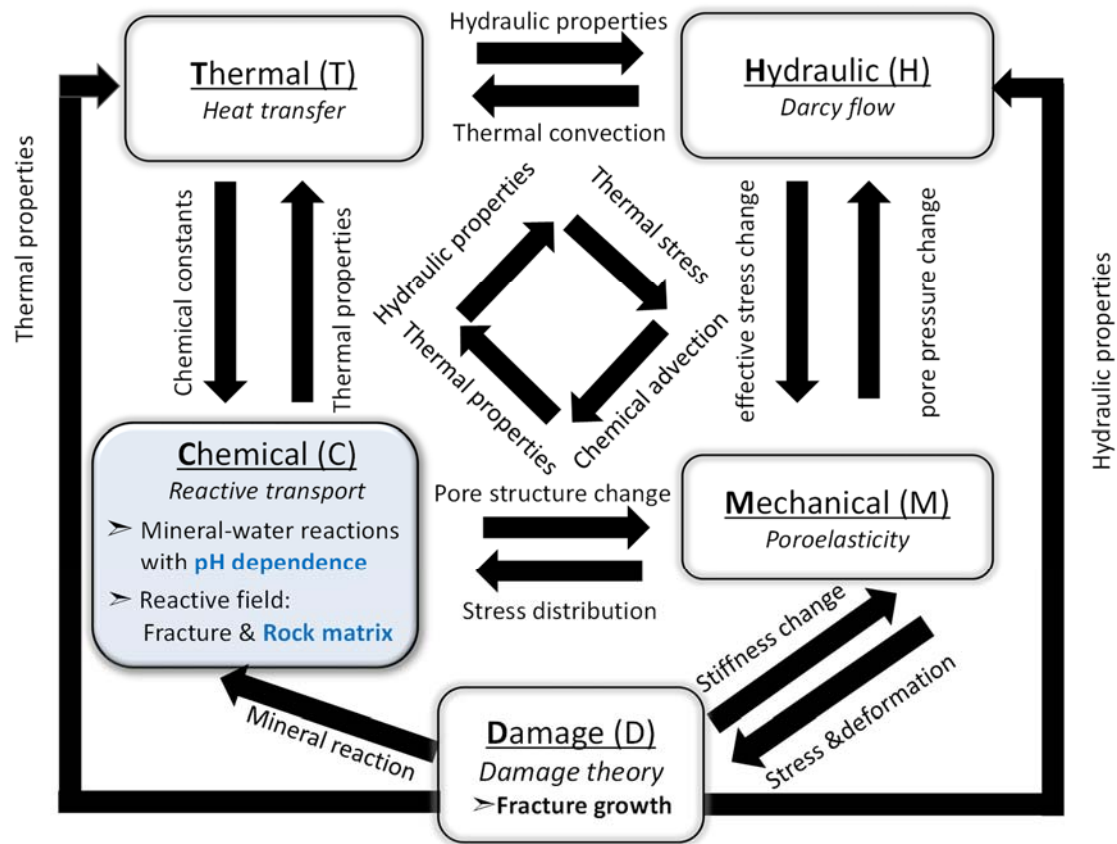 Hydraulic properties
Thermal (T)
Heat transfer
Hydraulic (H)
Darcy flow
Thermal convection
Thermal properties
Chemical constants
Thermal properties
Hydraulic properties
Thermal stress
Thermal properties
Chemical advection
effective stress change
pore pressure change
Hydraulic properties
Chemical (C)
Reactive transport
➢ Mineral-water reactions
with pH dependence
➢ Reactive field:
Fracture & Rock matrix
Pore structure change
Stress distribution
Mechanical (M)
Poroelasticity
Stiffness change
Stress &deformation
Mineral reaction
Damage (D)
Damage theory
➢Fracture growth